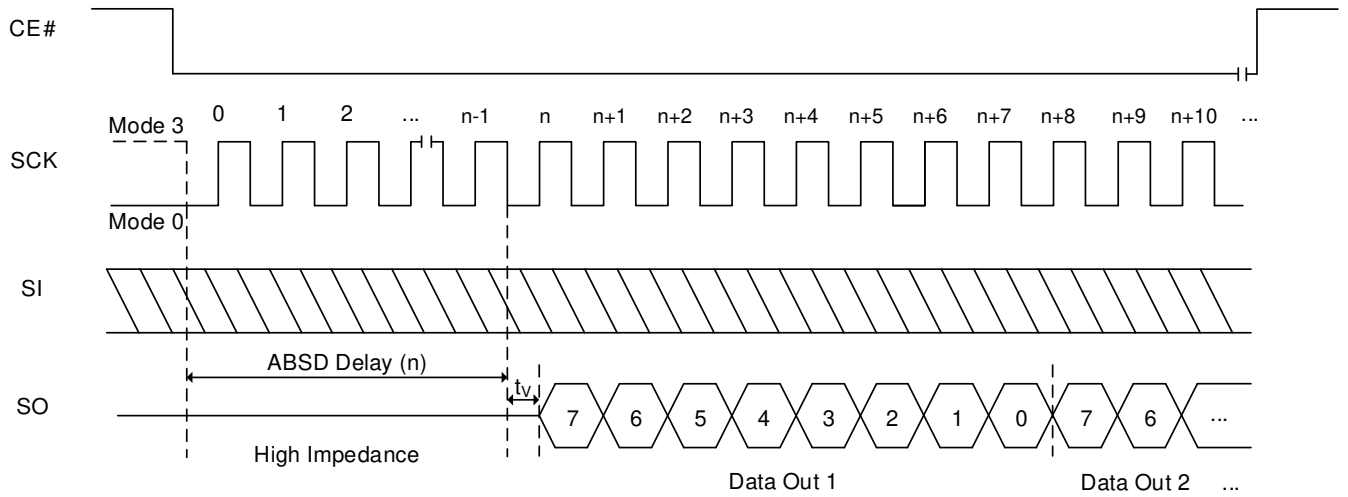 CE#
0 1 2 ... n-1 n n+1 n+2 n+3 n+4 n+5 n+6 n+7 n+8 n+9 n+10 ...
Mode 3
SCK
Mode 0
SI
ABSD Delay (n)
tV
SO
7 6 5 4 3 2 1 0 7 6 ...
High Impedance
Data Out 1
Data Out 2 ...